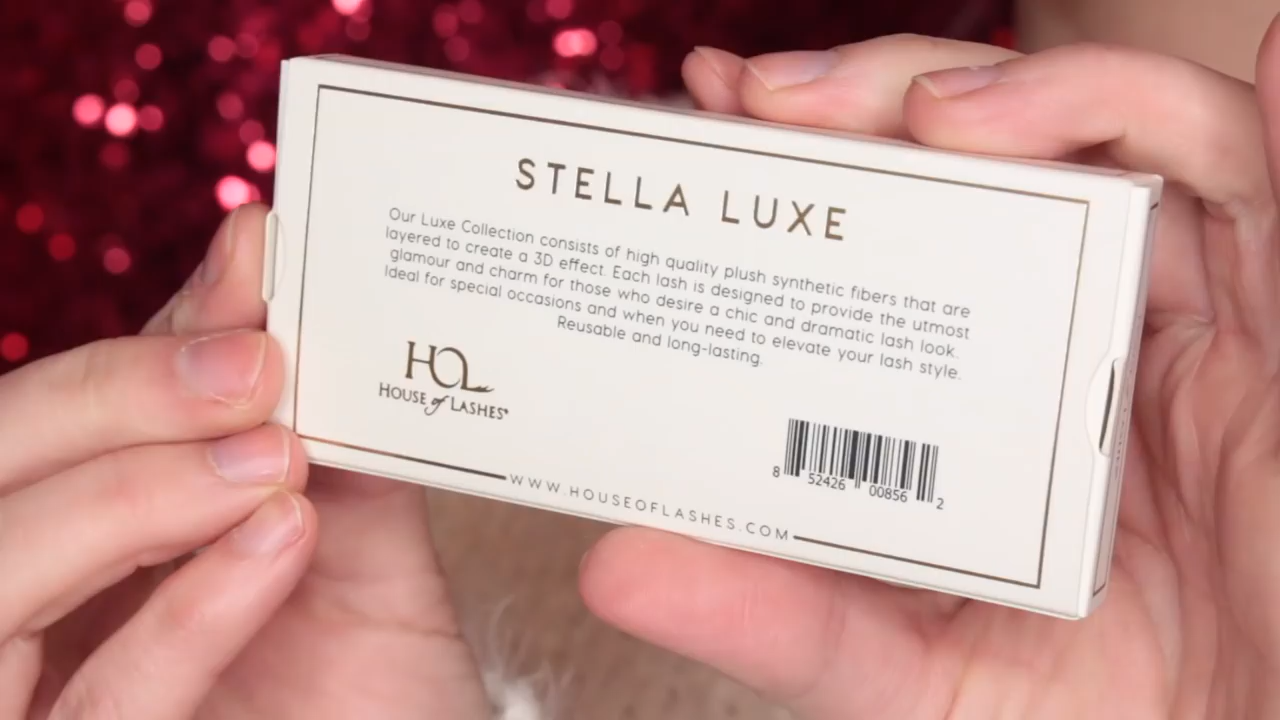 STELLA LUXE
Our Luxe Collection consists of high quality plush synthetic fibers that are
layered to create a 3D effect. Each lash is designed to provide the utmost
glamour and charm for those who desire a chic and dramatic lash look.
Ideal for special occasions and when you need to elevate your lash style.
Reusable and long-lasting.
HOL
HOUSE of LASHES®
8 52426 00856 2
WWW.HOUSEOFLASHES.COM